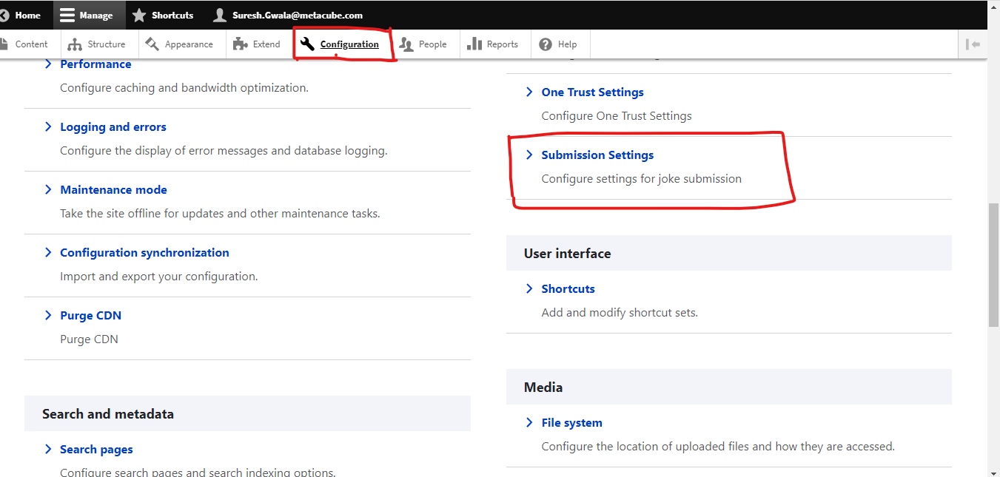 Home Manage Shortcuts Suresh.Gwala@metacube.com
Content Structure Appearance Extend Configuration People Reports Help
Performance
Configure caching and bandwidth optimization.
Logging and errors
Configure the display of error messages and database logging.
Maintenance mode
Take the site offline for updates and other maintenance tasks.
Configuration synchronization
Import and export your configuration.
Purge CDN
Purge CDN
Search and metadata
Search pages
Configure search pages and search indexing options.
One Trust Settings
Configure One Trust Settings
Submission Settings
Configure settings for joke submission
User interface
Shortcuts
Add and modify shortcut sets.
Media
File system
Configure the location of uploaded files and how they are accessed.